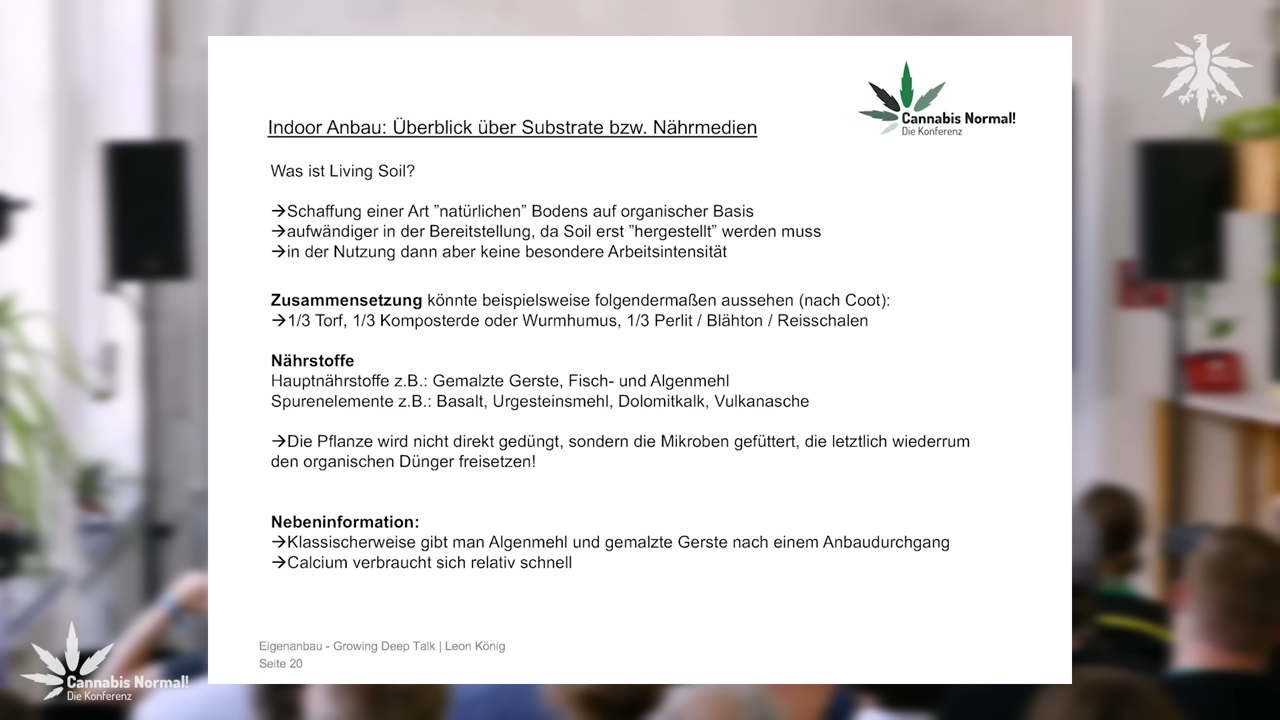 Cannabis Normal!
Die Konferenz
Indoor Anbau: Überblick über Substrate bzw. Nährmedien
Was ist Living Soil?
→Schaffung einer Art ”natürlichen” Bodens auf organischer Basis
→aufwändiger in der Bereitstellung, da Soil erst ”hergestellt” werden muss
→in der Nutzung dann aber keine besondere Arbeitsintensität
Zusammensetzung könnte beispielsweise folgendermaßen aussehen (nach Coot):
→1/3 Torf, 1/3 Komposterde oder Wurmhumus, 1/3 Perlit / Blähton / Reisschalen
Nährstoffe
Hauptnährstoffe z.B.: Gemalzte Gerste, Fisch- und Algenmehl
Spurenelemente z.B.: Basalt, Urgesteinsmehl, Dolomitkalk, Vulkanasche
→Die Pflanze wird nicht direkt gedüngt, sondern die Mikroben gefüttert, die letztlich wiederrum
den organischen Dünger freisetzen!
Nebeninformation:
→Klassischerweise gibt man Algenmehl und gemalzte Gerste nach einem Anbaudurchgang
→Calcium verbraucht sich relativ schnell
Eigenanbau - Growing Deep Talk | Leon König
Seite 20
Cannabis Normal!
Die Konferenz